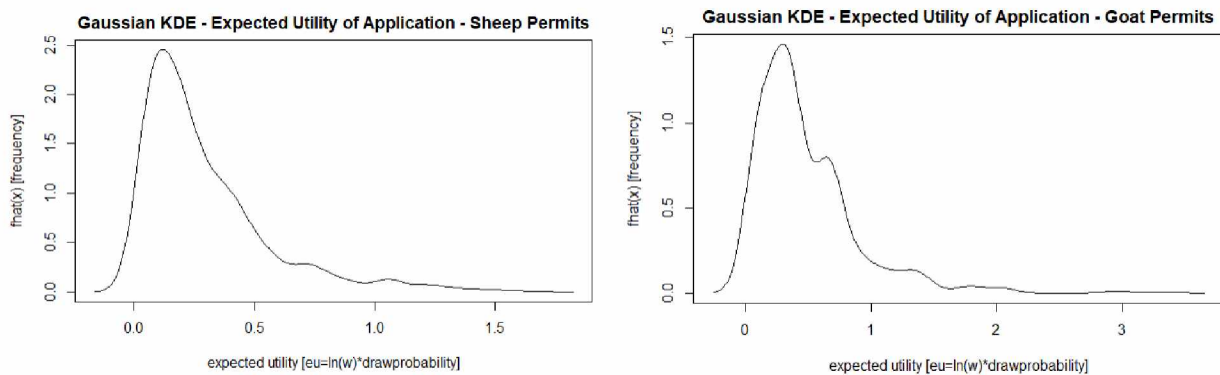 Gaussian KDE - Expected Utility of Application - Sheep Permits
fhat(x) [frequency]
2.5
2.0
1.5
1.0
0.5
0.0
0.0 0.5 1.0 1.5
expected utility [eu=ln(w)*drawprobability]
Gaussian KDE - Expected Utility of Application - Goat Permits
fhat(x) [frequency]
1.5
1.0
0.5
0.0
0 1 2 3
expected utility [eu=ln(w)*drawprobability]